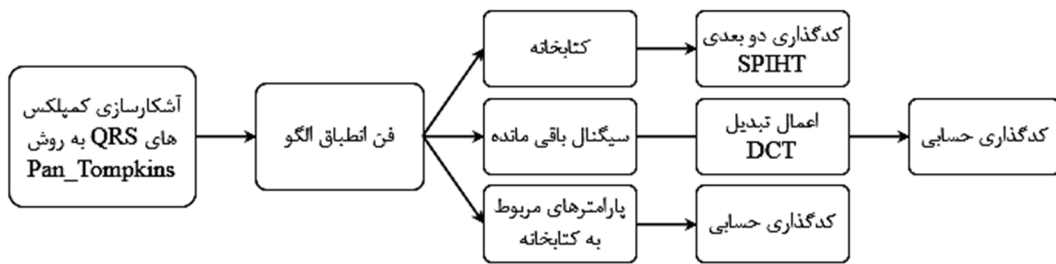 آشکارسازی کمپلکس
های QRS به روش
Pan_Tompkins
فن انطباق الگو
کتابخانه
کدگذاری دو بعدی
SPIHT
سیگنال باقی مانده
اعمال تبدیل
DCT
کدگذاری حسابی
پارامترهای مربوط
به کتابخانه
کدگذاری حسابی